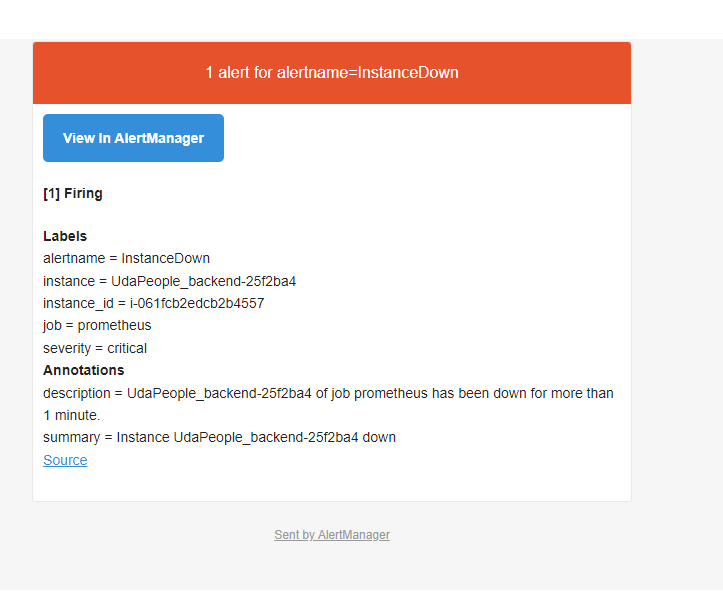 1 alert for alertname=InstanceDown
View In AlertManager
[1] Firing
Labels
alertname = InstanceDown
instance = UdaPeople_backend-25f2ba4
instance_id = i-061fcb2edcb2b4557
job = prometheus
severity = critical
Annotations
description = UdaPeople_backend-25f2ba4 of job prometheus has been down for more than
1 minute.
summary = Instance UdaPeople_backend-25f2ba4 down
Source
Sent by AlertManager